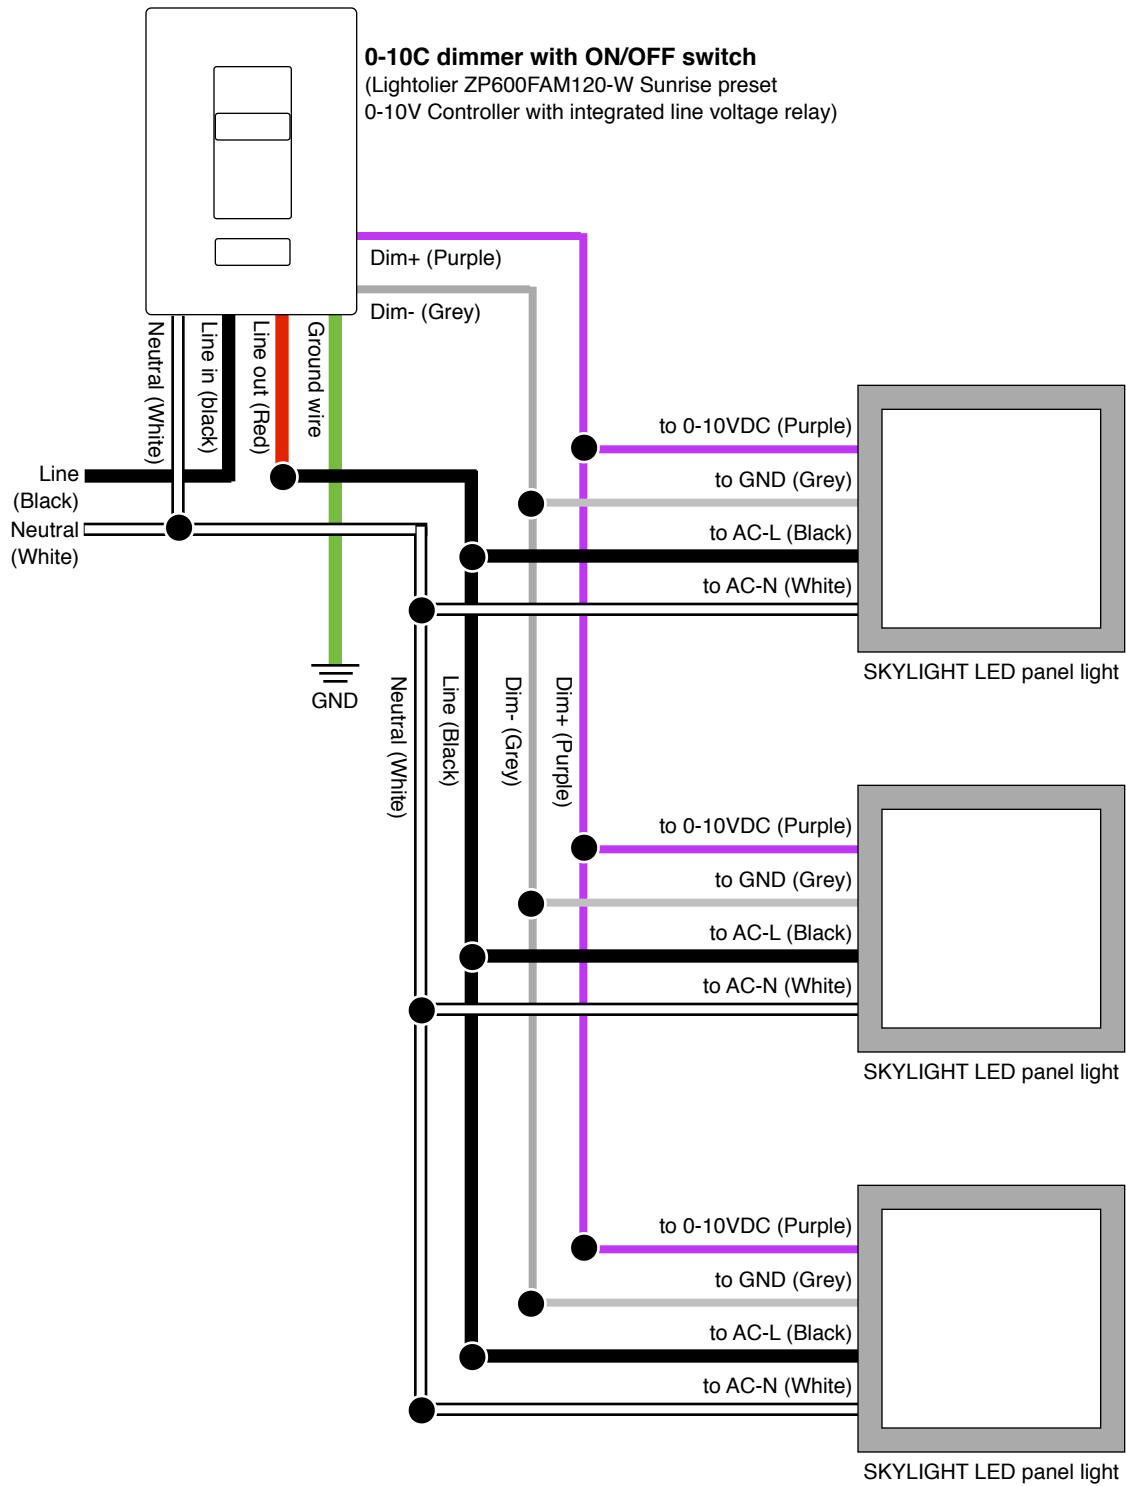 0-10C dimmer with ON/OFF switch
(Lightolier ZP600FAM120-W Sunrise preset
0-10V Controller with integrated line voltage relay)
Dim+ (Purple)
Dim- (Grey)
Neutral (White)
Line in (black)
Line out (Red)
Ground wire
Line
(Black)
Neutral
(White)
GND
Neutral (White)
Line (Black)
Dim- (Grey)
Dim+ (Purple)
to 0-10VDC (Purple)
to GND (Grey)
to AC-L (Black)
to AC-N (White)
SKYLIGHT LED panel light
to 0-10VDC (Purple)
to GND (Grey)
to AC-L (Black)
to AC-N (White)
SKYLIGHT LED panel light
to 0-10VDC (Purple)
to GND (Grey)
to AC-L (Black)
to AC-N (White)
SKYLIGHT LED panel light